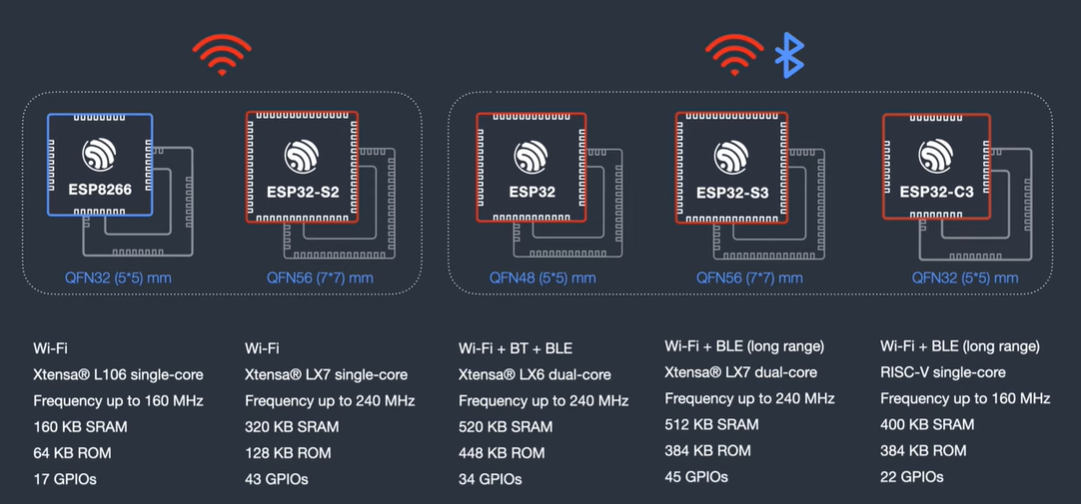 ESP8266
ESP32-S2
ESP32
ESP32-S3
ESP32-C3
QFN32 (5*5) mm
QFN56 (7*7) mm
QFN48 (5*5) mm
QFN56 (7*7) mm
QFN32 (5*5) mm
Wi-Fi
Xtensa® L106 single-core
Frequency up to 160 MHz
160 KB SRAM
64 KB ROM
17 GPIOs
Wi-Fi
Xtensa® LX7 single-core
Frequency up to 240 MHz
320 KB SRAM
128 KB ROM
43 GPIOs
Wi-Fi + BT + BLE
Xtensa® LX6 dual-core
Frequency up to 240 MHz
520 KB SRAM
448 KB ROM
34 GPIOs
Wi-Fi + BLE (long range)
Xtensa® LX7 dual-core
Frequency up to 240 MHz
512 KB SRAM
384 KB ROM
45 GPIOs
Wi-Fi + BLE (long range)
RISC-V single-core
Frequency up to 160 MHz
400 KB SRAM
384 KB ROM
22 GPIOs